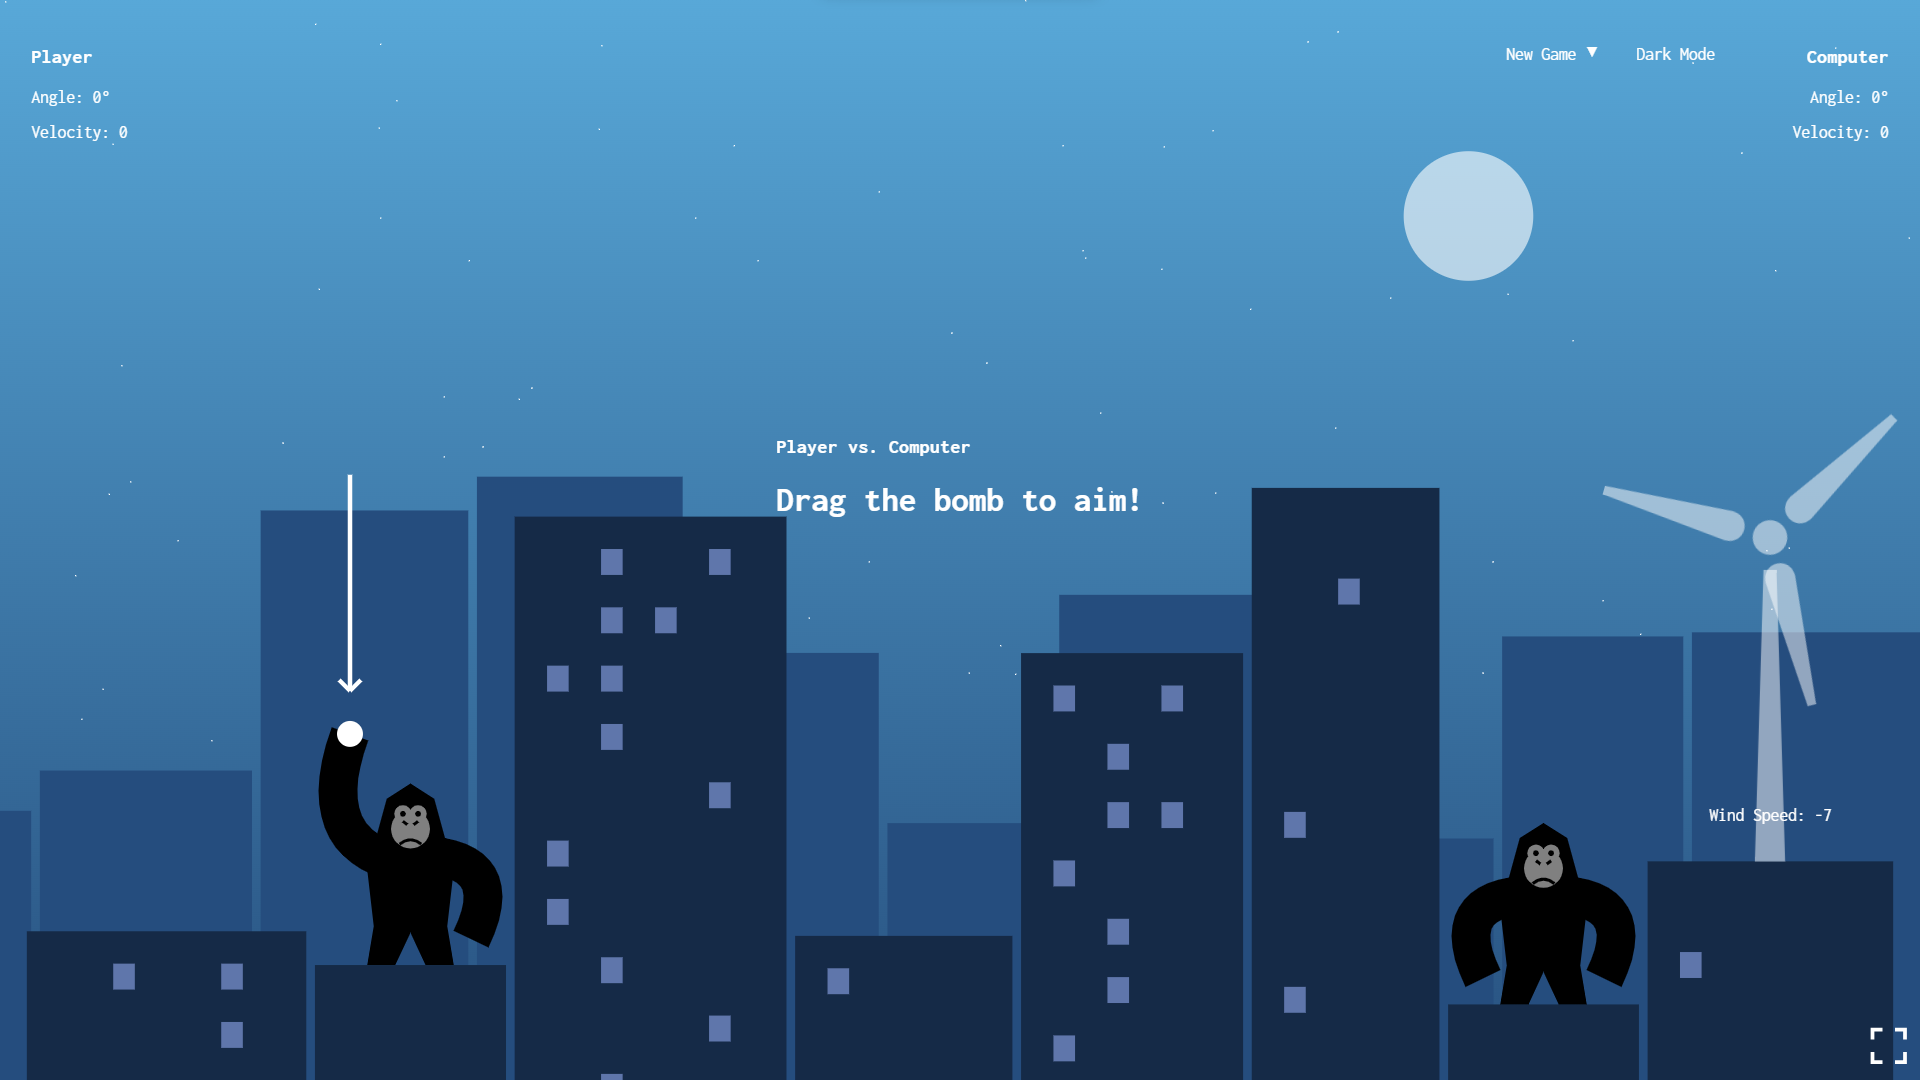 Player
Angle: 0°
Velocity: 0
New Game ▼
Dark Mode
Computer
Angle: 0°
Velocity: 0
Player vs. Computer
Drag the bomb to aim!
Wind Speed: -7